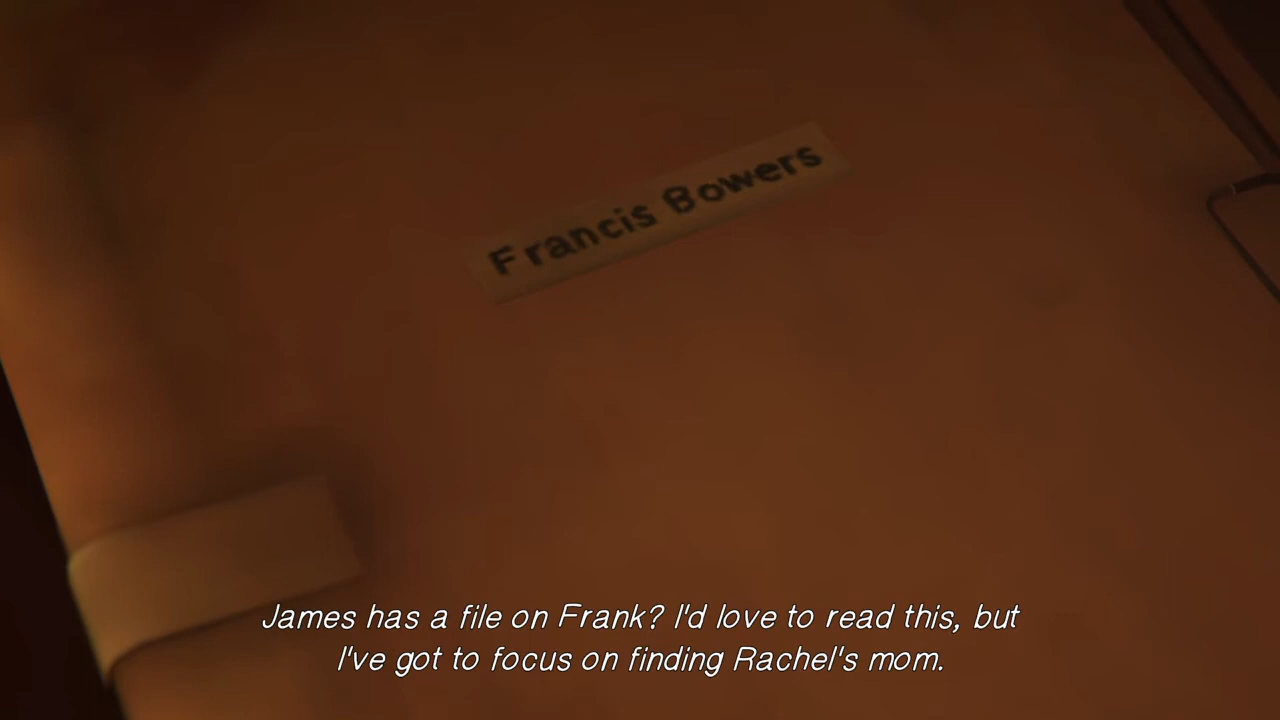 Francis Bowers
James has a file on Frank? I'd love to read this, but
I've got to focus on finding Rachel's mom.